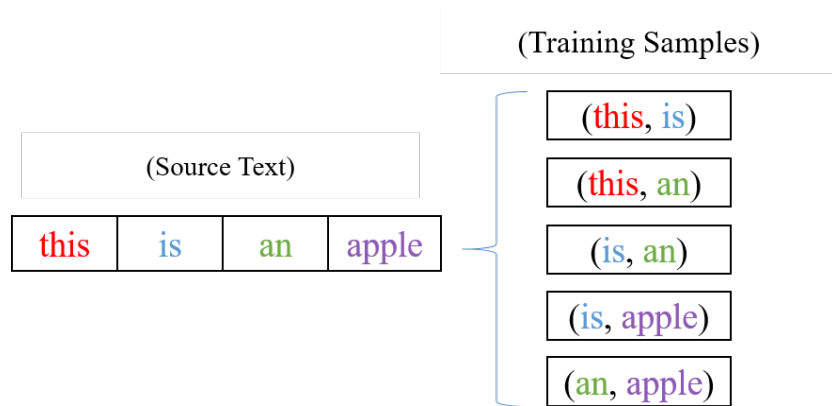 (Training Samples)
(Source Text)
this is an apple
(this, is)
(this, an)
(is, an)
(is, apple)
(an, apple)